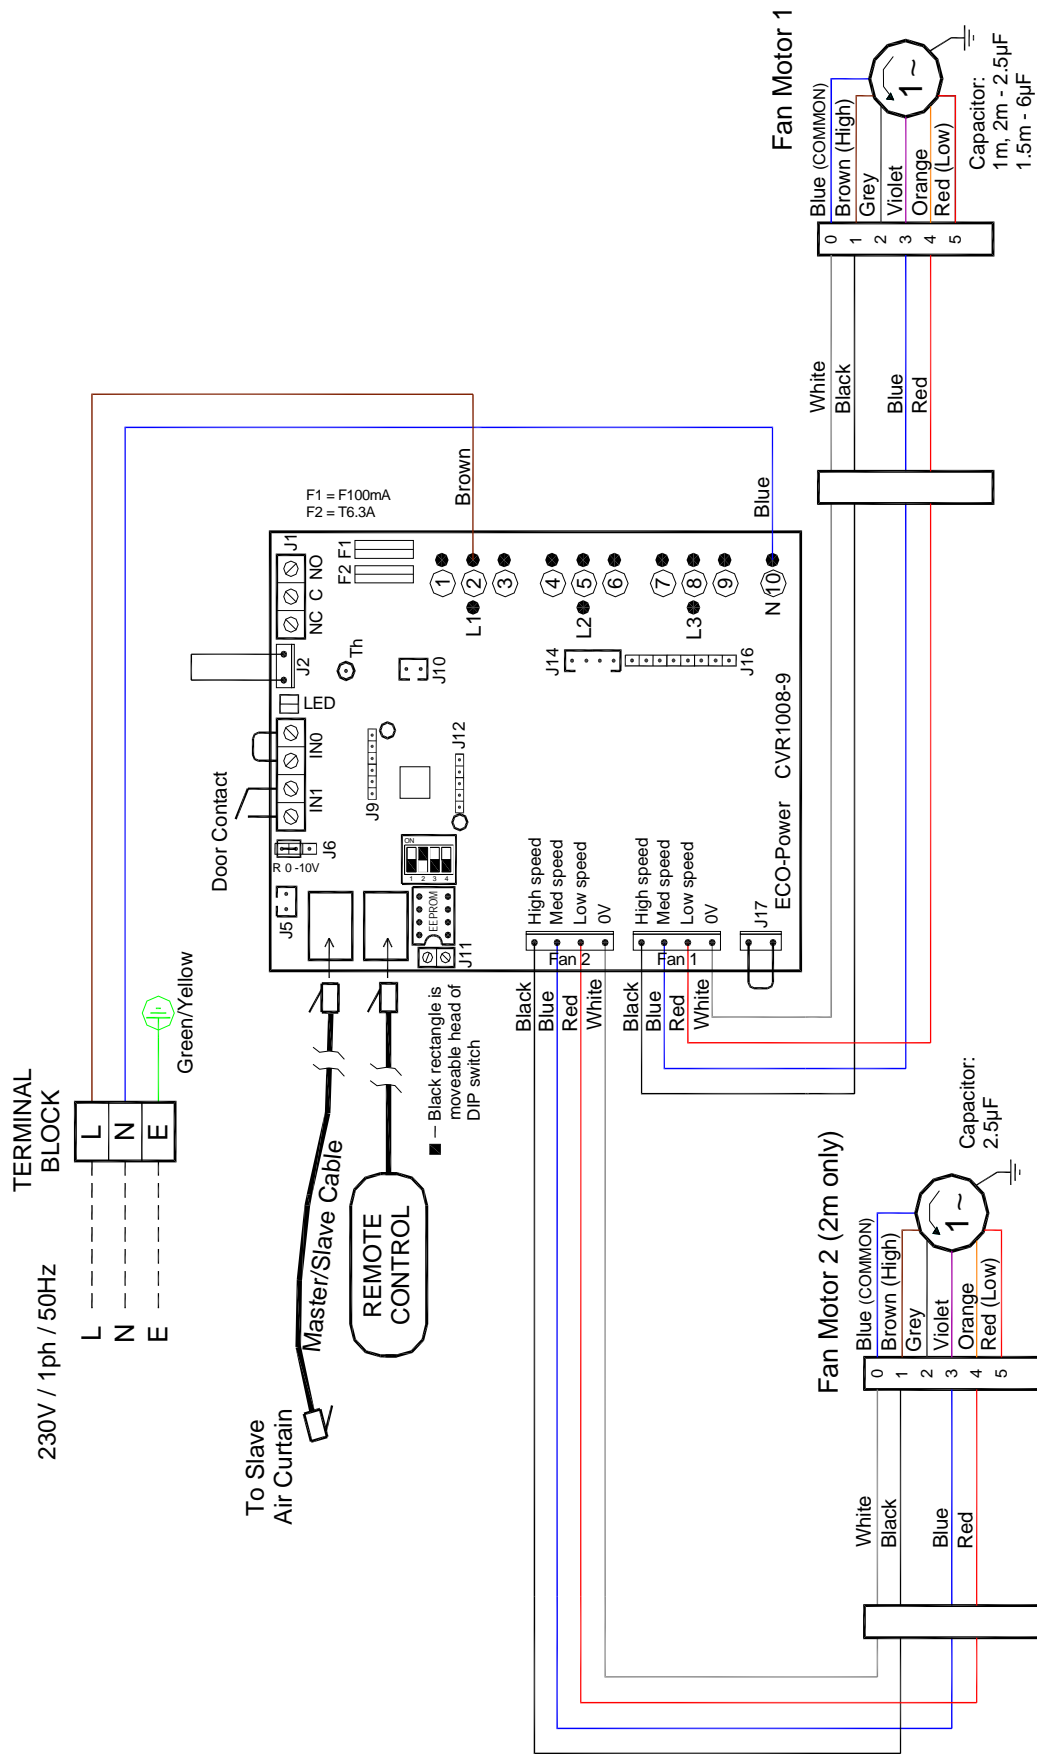 230V / 1ph / 50Hz
L
N
E
TERMINAL
BLOCK
L
N
E
Green/Yellow
To Slave
Air Curtain
Master/Slave Cable
REMOTE
CONTROL
Black rectangle is
moveable head of
DIP switch
Door Contact
F1 = F100mA
F2 = T6.3A
Brown
Blue
J5
R 0 -10V
J6
IN1
IN0
LED
J2
NC C NO
J1
F2
F1
Th
J10
J9
J12
ON
1 2 3 4
EEPROM
J11
1
2
3
L1
4
5
6
L2
7
8
9
L3
N 10
J14
J16
High speed
Med speed
Low speed
0V
Fan 2
High speed
Med speed
Low speed
0V
Fan 1
J17
ECO-Power CVR1008-9
Black
Blue
Red
White
Black
Blue
Red
White
Fan Motor 1
Blue (COMMON)
Brown (High)
Grey
Violet
Orange
Red (Low)
0
1
2
3
4
5
1 ~
Capacitor:
1m, 2m - 2.5µF
1.5m - 6µF
White
Black
Blue
Red
Fan Motor 2 (2m only)
Blue (COMMON)
Brown (High)
Grey
Violet
Orange
Red (Low)
0
1
2
3
4
5
1 ~
Capacitor:
2.5µF
White
Black
Blue
Red